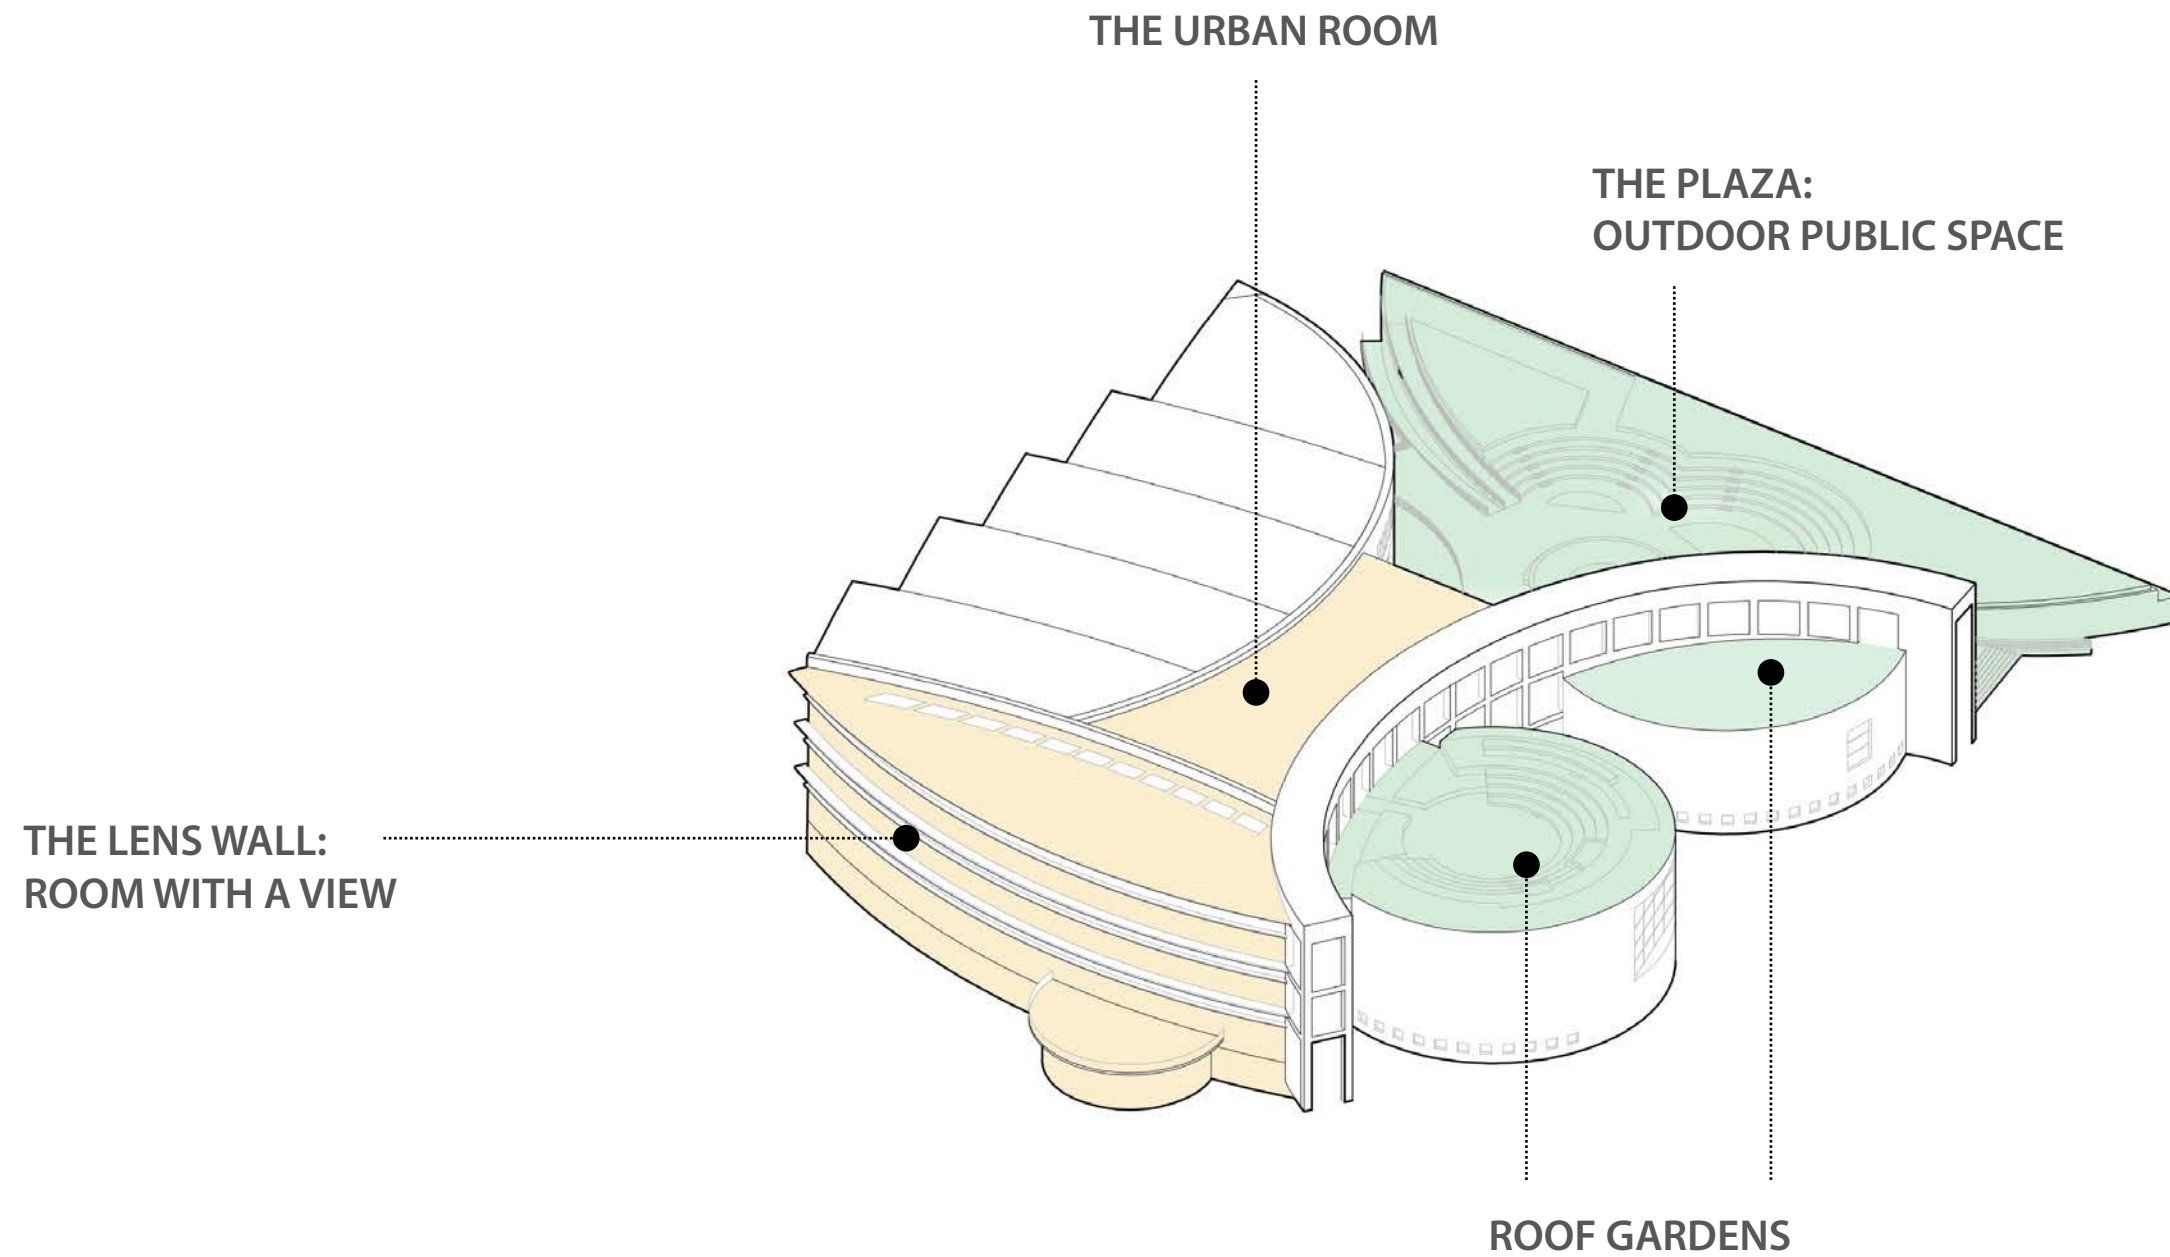 THE URBAN ROOM
THE PLAZA:
OUTDOOR PUBLIC SPACE
THE LENS WALL:
ROOM WITH A VIEW
ROOF GARDENS